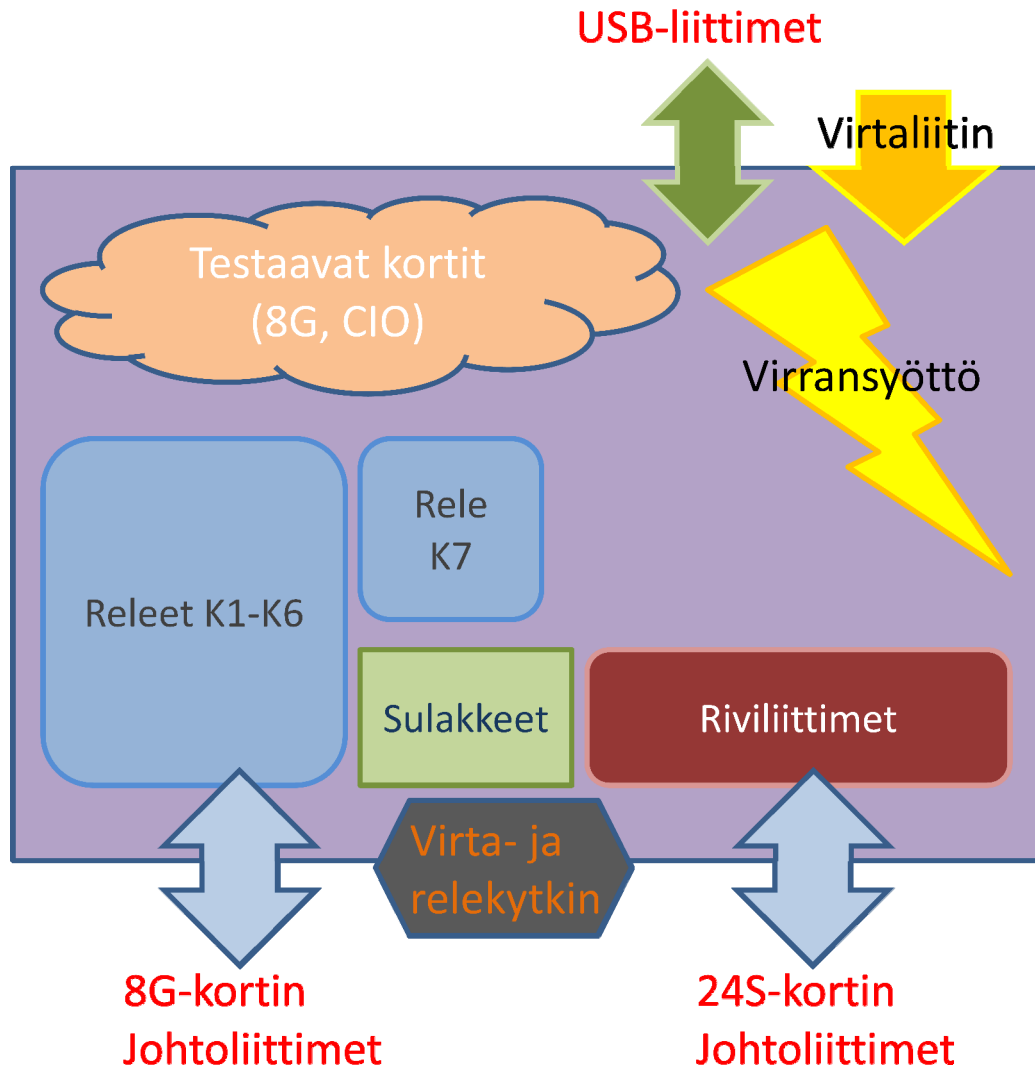 USB-liittimet
Virtaliitin
Testaavat kortit
(8G, CIO)
Virransyöttö
Rele
K7
Releet K1-K6
Sulakkeet
Riviliittimet
Virta- ja
relekytkin
8G-kortin
Johtoliittimet
24S-kortin
Johtoliittimet